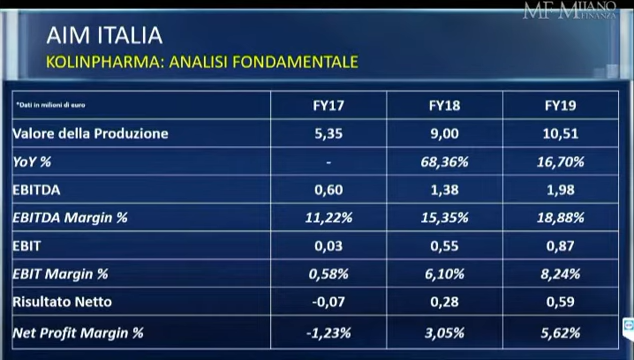 MF MILANO
FINANZA
AIM ITALIA
KOLINPHARMA: ANALISI FONDAMENTALE
*Dati in milioni di euro FY17 FY18 FY19
Valore della Produzione 5,35 9,00 10,51
YoY % - 68,36% 16,70%
EBITDA 0,60 1,38 1,98
EBITDA Margin % 11,22% 15,35% 18,88%
EBIT 0,03 0,55 0,87
EBIT Margin % 0,58% 6,10% 8,24%
Risultato Netto -0,07 0,28 0,59
Net Profit Margin % -1,23% 3,05% 5,62%